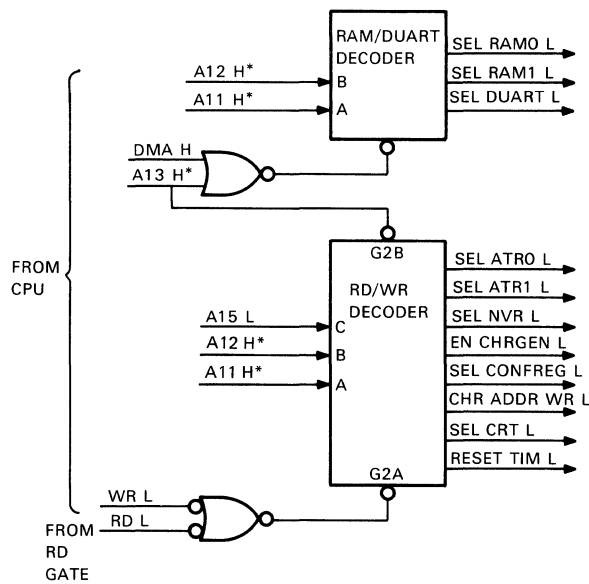 RAM/DUART
DECODER
SEL RAM0 L
A12 H*
B
SEL RAM1 L
A11 H*
A
SEL DUART L
DMA H
A13 H*
FROM
CPU
G2B
RD/WR
DECODER
SEL ATR0 L
SEL ATR1 L
A15 L
C
SEL NVR L
A12 H*
B
EN CHRGEN L
A11 H*
A
SEL CONFREG L
CHR ADDR WR L
SEL CRT L
RESET TIM L
G2A
WR L
RD L
FROM
RD
GATE